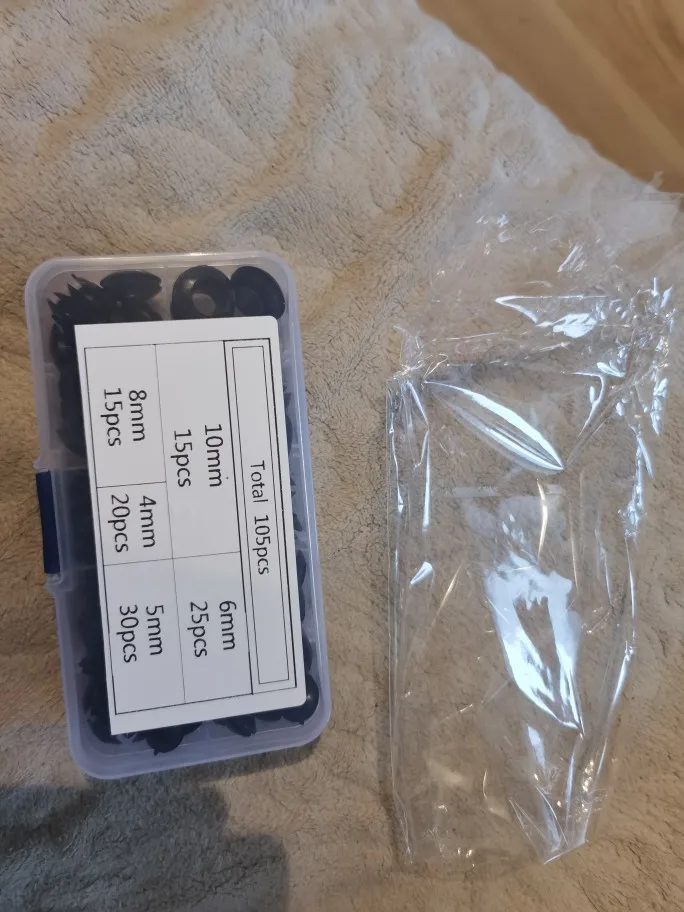 Total 105pcs
10mm
15pcs
6mm
25pcs
8mm
15pcs
4mm
20pcs
5mm
30pcs